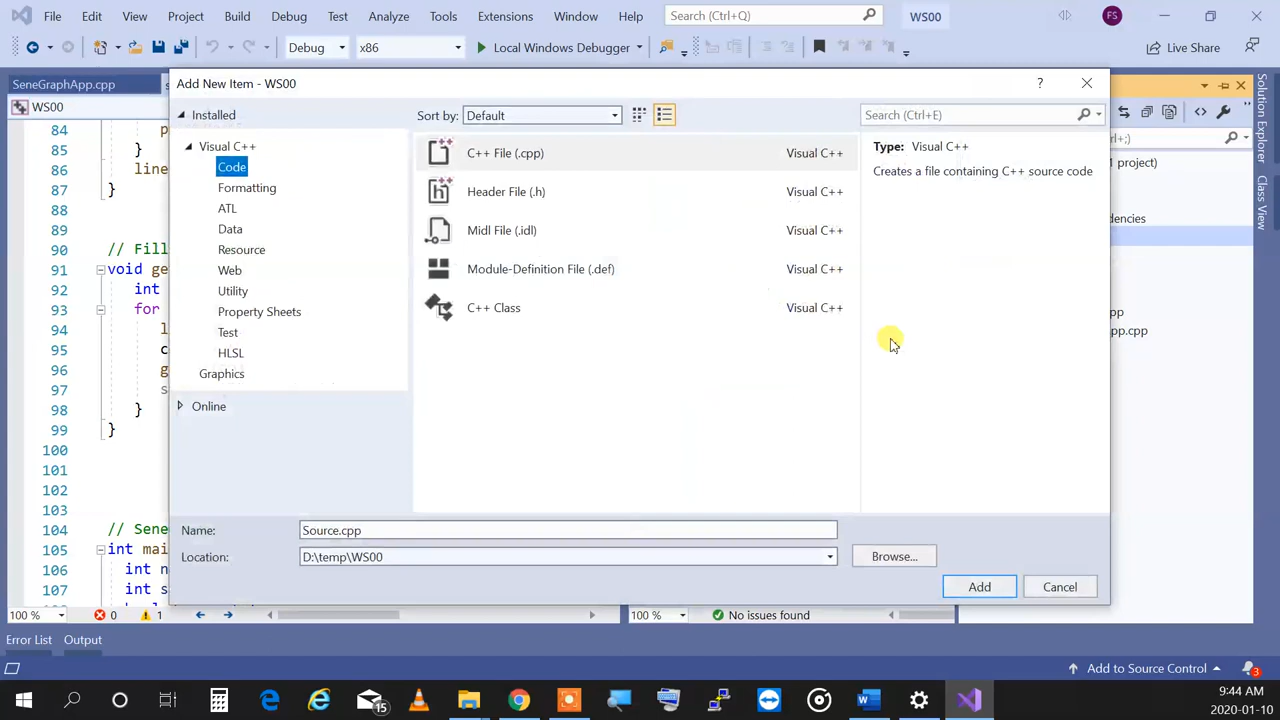 File Edit View Project Build Debug Test Analyze Tools Extensions Window Help Search (Ctrl+Q) WS00 FS
Debug x86 Local Windows Debugger Live Share
SeneGraphApp.cpp
WS00
Add New Item - WS00
?
Installed
Sort by: Default
Search (Ctrl+E)
Visual C++
Code
Formatting
ATL
Data
Resource
Web
Utility
Property Sheets
Test
HLSL
Graphics
Online
C++ File (.cpp) Visual C++
Header File (.h) Visual C++
Midl File (.idl) Visual C++
Module-Definition File (.def) Visual C++
C++ Class Visual C++
Type: Visual C++
Creates a file containing C++ source code
Name: Source.cpp
Location: D:\temp\WS00
Browse...
Add Cancel
84 p
85 }
86 line
87 }
88
89
90 // Fill
91 void ge
92 int
93 for
94 l
95 c
96 g
97 s
98 }
99 }
100
101
102
103
104 // Sene
105 int mai
106 int n
107 int s
;)
project)
dencies
pp
pp.cpp
Solution Explorer
Class View
100 % 0 1 100 % No issues found
Error List Output
Add to Source Control 3
15
9:44 AM
2020-01-10